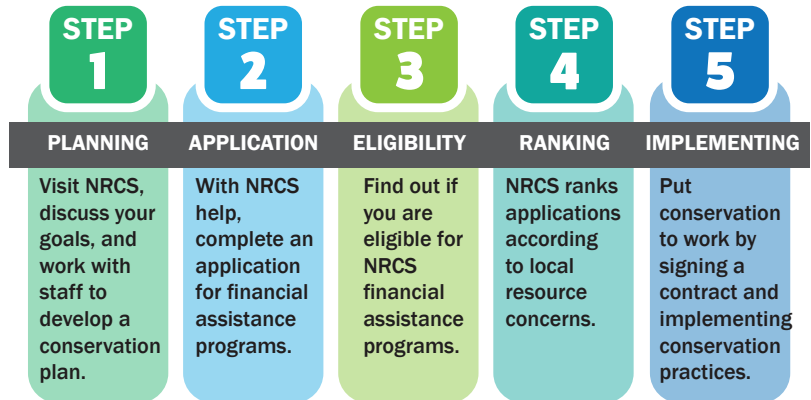 STEP
1
PLANNING
Visit NRCS,
discuss your
goals, and
work with
staff to
develop a
conservation
plan.
STEP
2
APPLICATION
With NRCS
help,
complete an
application
for financial
assistance
programs.
STEP
3
ELIGIBILITY
Find out if
you are
eligible for
NRCS
financial
assistance
programs.
STEP
4
RANKING
NRCS ranks
applications
according
to local
resource
concerns.
STEP
5
IMPLEMENTING
Put
conservation
to work by
signing a
contract and
implementing
conservation
practices.